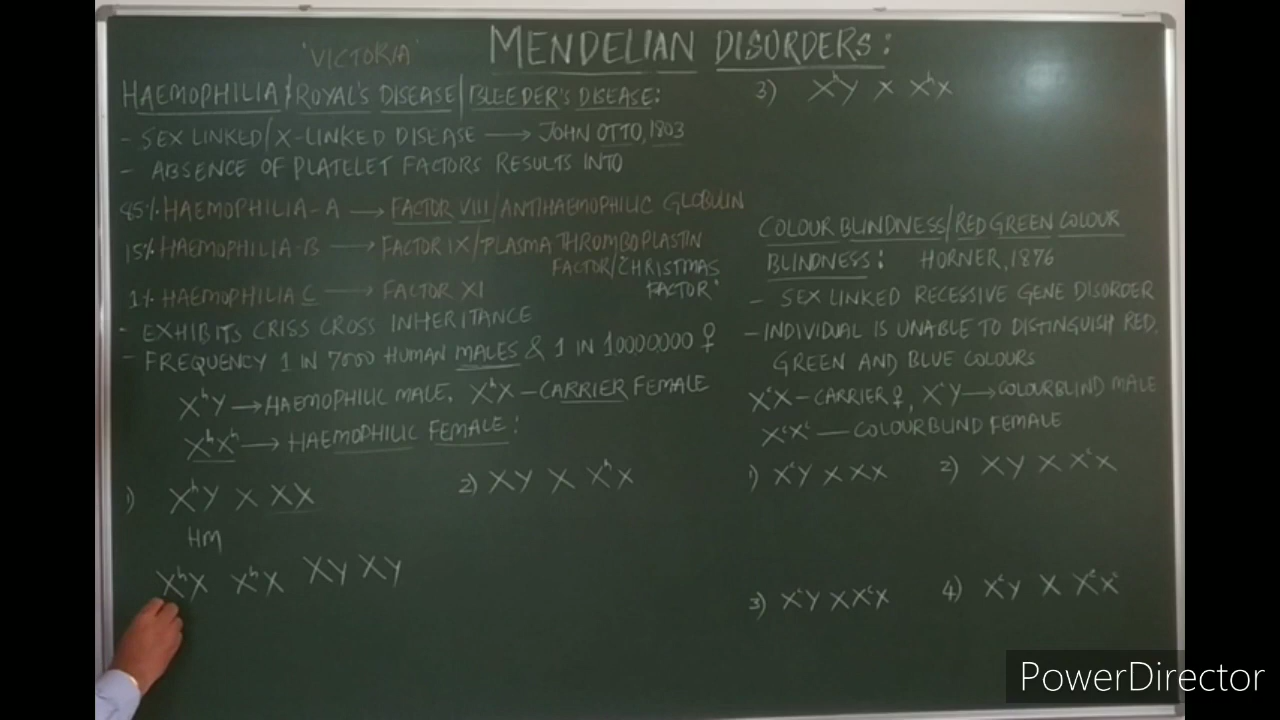 'VICTORIA' MENDELIAN DISORDERS:
HAEMOPHILIA / ROYAL'S DISEASE / BLEEDER'S DISEASE:
- SEX LINKED/X-LINKED DISEASE → JOHN OTTO, 1803
- ABSENCE OF PLATELET FACTORS RESULTS INTO
85% HAEMOPHILIA-A → FACTOR VIII/ANTIHAEMOPHILIC GLOBULIN
15% HAEMOPHILIA-B → FACTOR IX/PLASMA THROMBOPLASTIN
FACTOR/'CHRISTMAS
FACTOR'
1% HAEMOPHILIA C → FACTOR XI
- EXHIBITS CRISS CROSS INHERITANCE
- FREQUENCY 1 IN 7000 HUMAN MALES & 1 IN 10000000 ♀
XʰY → HAEMOPHILIC MALE, XʰX - CARRIER FEMALE
XʰXʰ → HAEMOPHILIC FEMALE:
1) XʰY X XX
HM
XʰX XʰX XY XY
2) XY X XʰX
3) XʰY X XʰX
COLOUR BLINDNESS/RED GREEN COLOUR
BLINDNESS: HORNER, 1876
- SEX LINKED RECESSIVE GENE DISORDER
- INDIVIDUAL IS UNABLE TO DISTINGUISH RED,
GREEN AND BLUE COLOURS
XᶜX - CARRIER ♀, XᶜY → COLOURBLIND MALE
XᶜXᶜ — COLOURBLIND FEMALE
1) XᶜY X XX
2) XY X XᶜX
3) XᶜY X XᶜX
4) XᶜY X XᶜXᶜ
PowerDirector